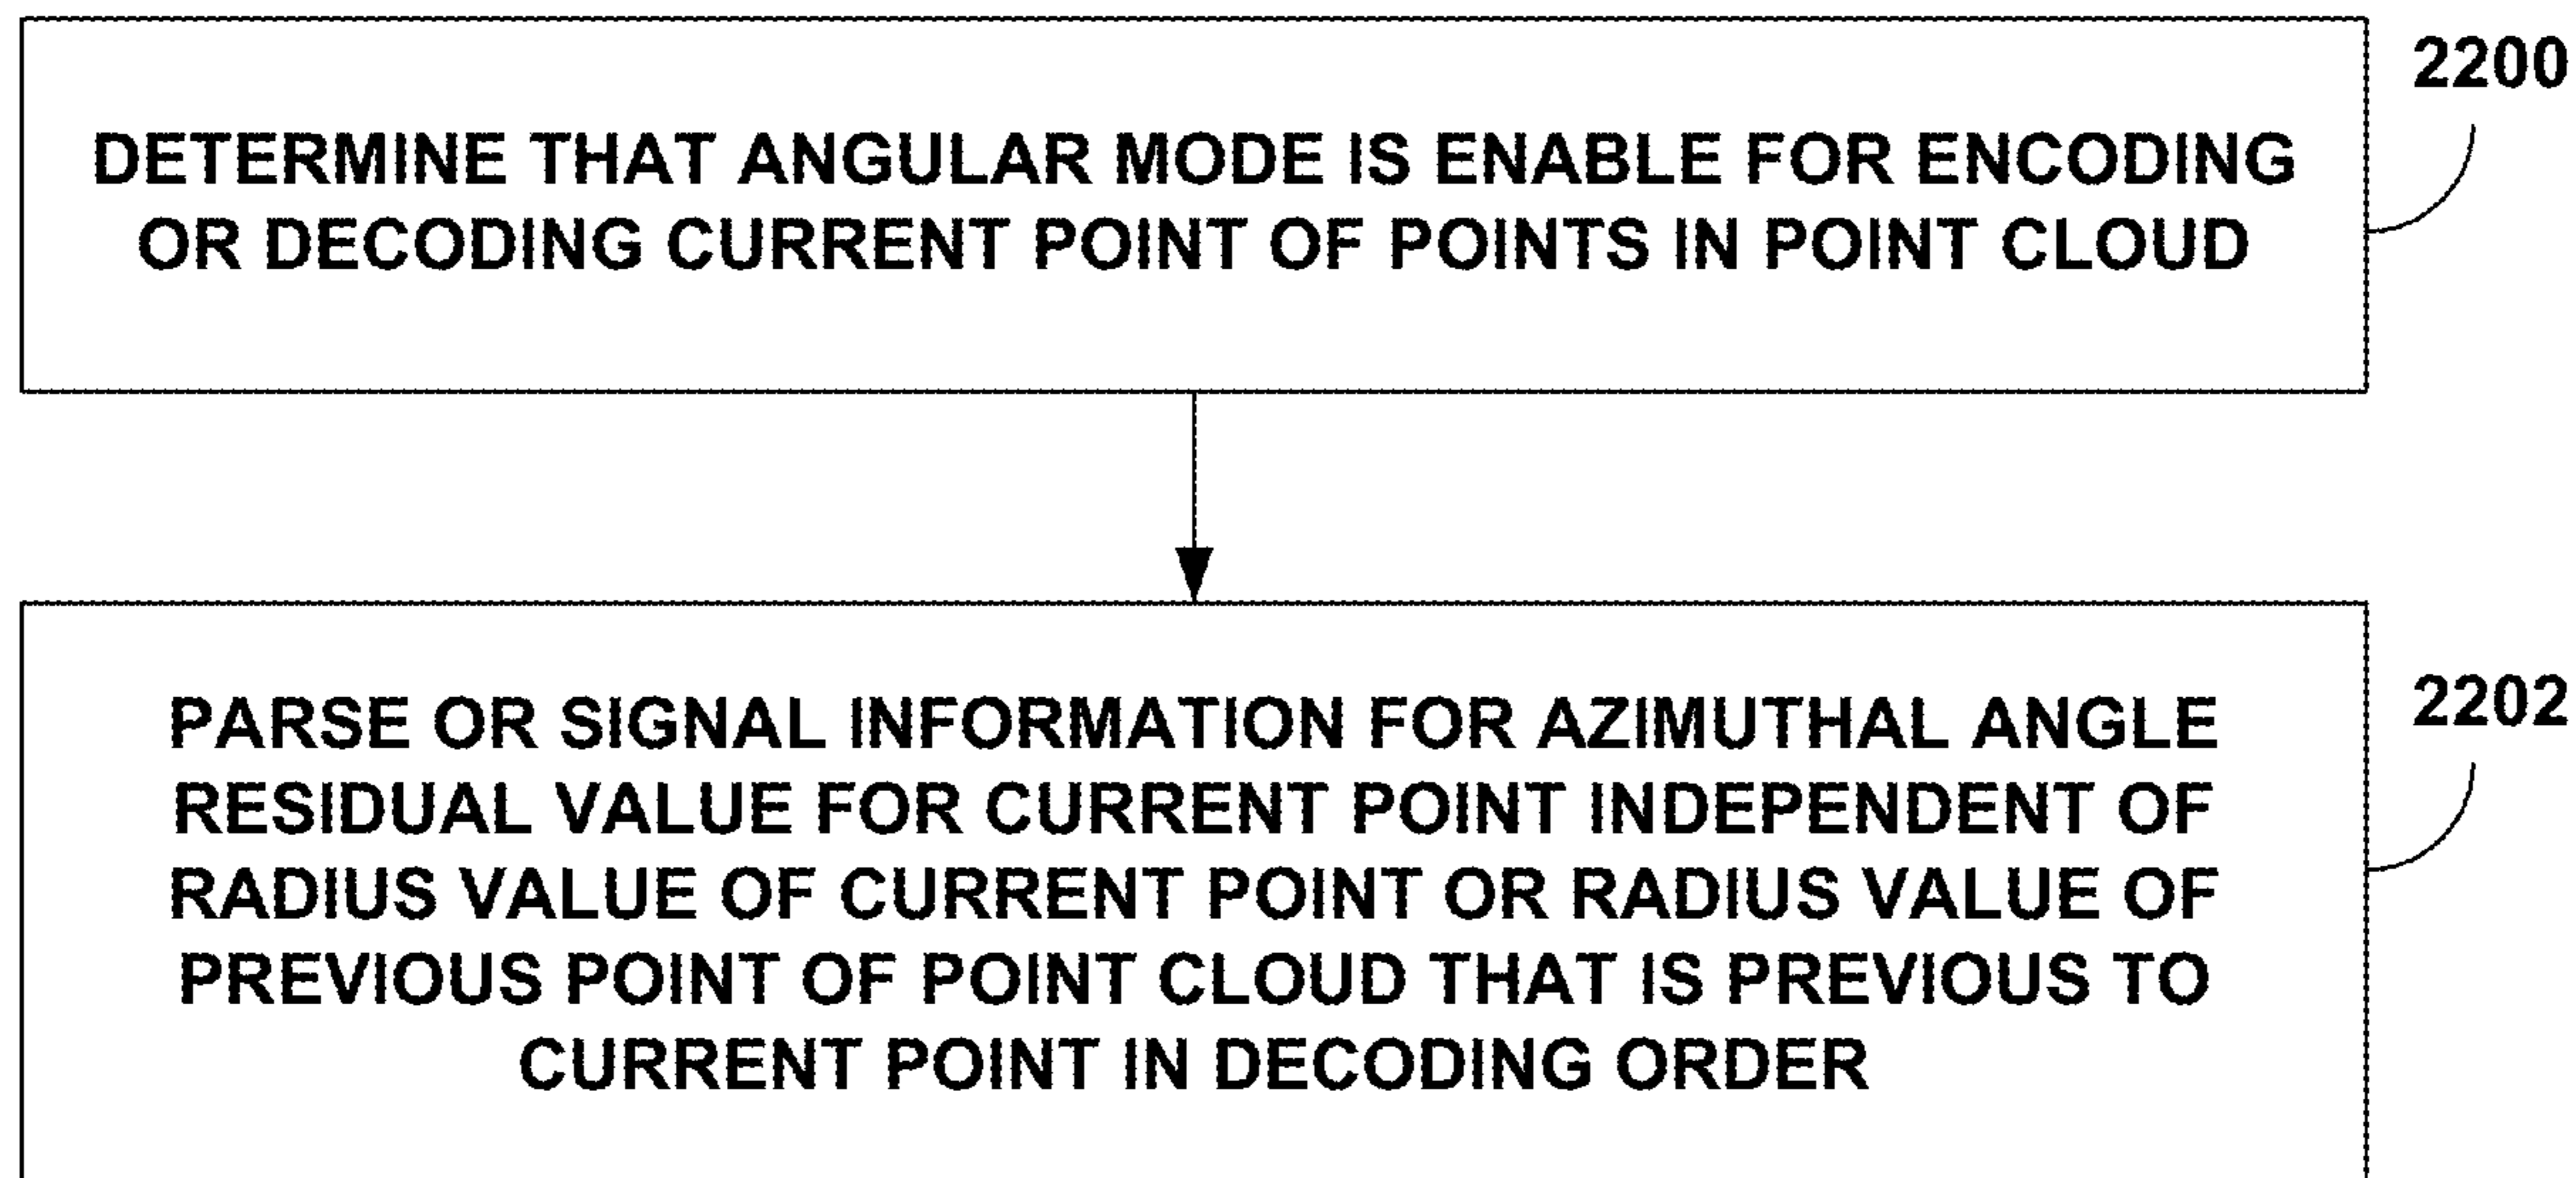 2200
DETERMINE THAT ANGULAR MODE IS ENABLE FOR ENCODING
OR DECODING CURRENT POINT OF POINTS IN POINT CLOUD
2202
PARSE OR SIGNAL INFORMATION FOR AZIMUTHAL ANGLE
RESIDUAL VALUE FOR CURRENT POINT INDEPENDENT OF
RADIUS VALUE OF CURRENT POINT OR RADIUS VALUE OF
PREVIOUS POINT OF POINT CLOUD THAT IS PREVIOUS TO
CURRENT POINT IN DECODING ORDER